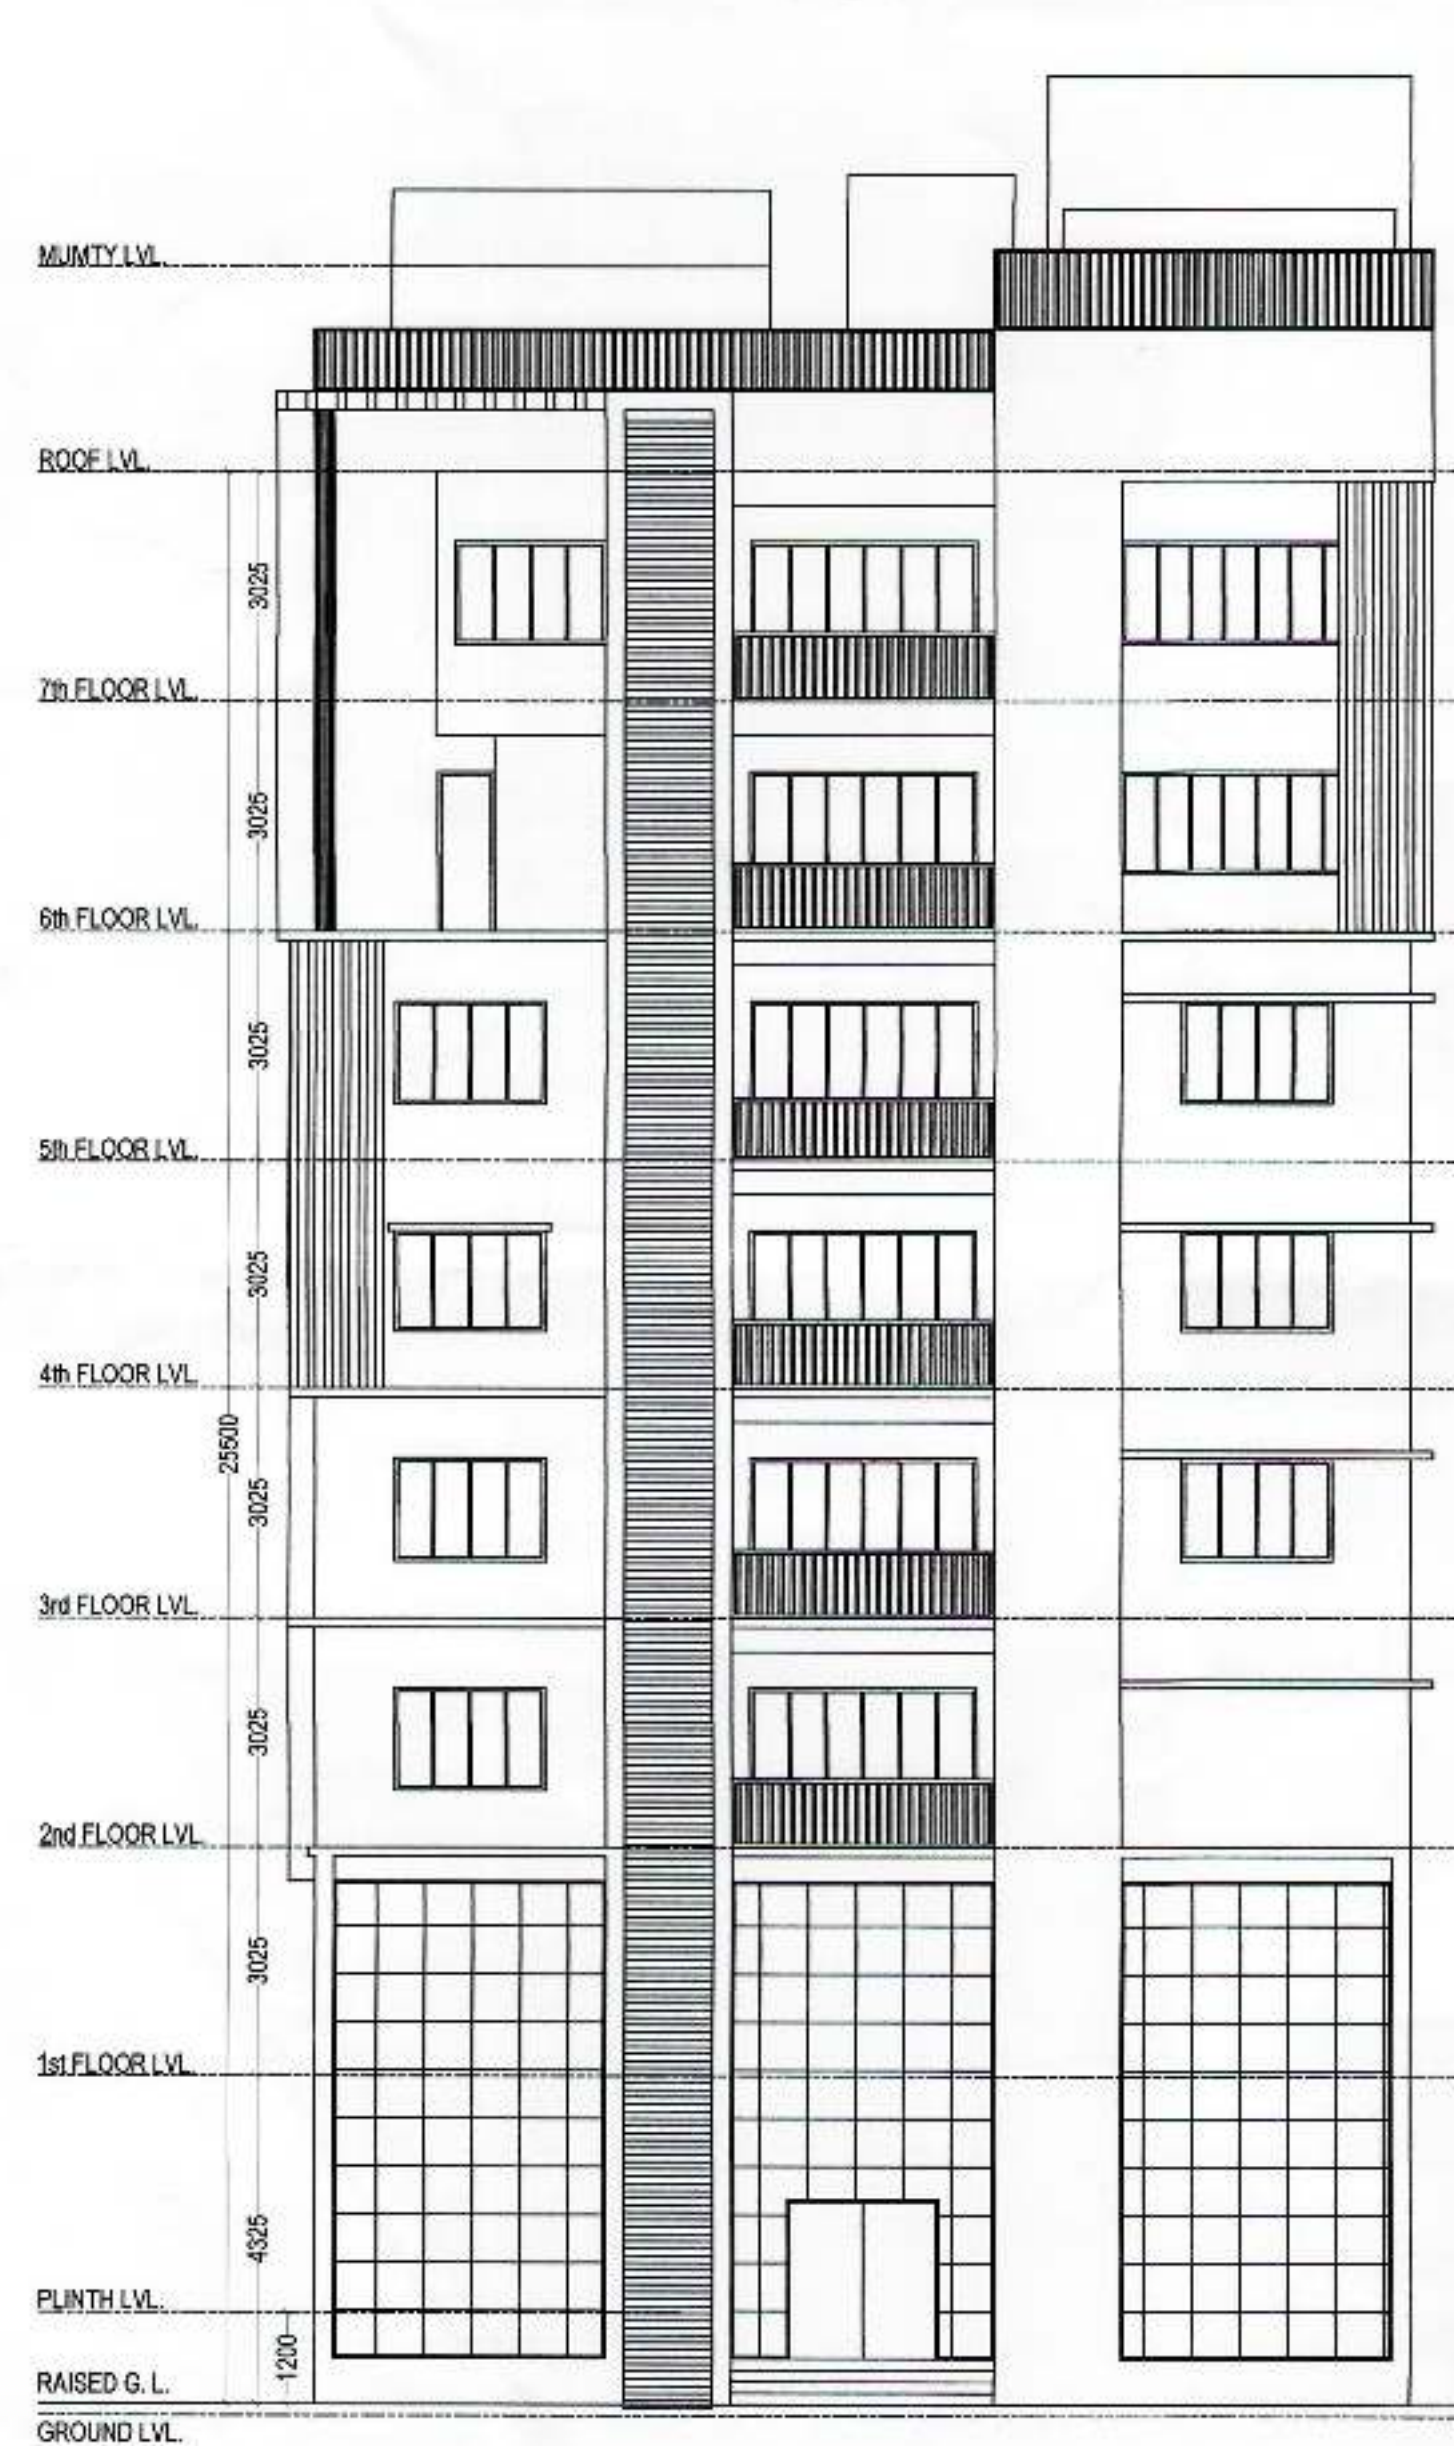 MUMTY LVL.
ROOF LVL.
3025
7th FLOOR LVL.
3025
6th FLOOR LVL.
3025
5th FLOOR LVL.
3025
4th FLOOR LVL.
25500
3025
3rd FLOOR LVL.
3025
2nd FLOOR LVL.
3025
1st FLOOR LVL.
4325
PLINTH LVL.
1200
RAISED G. L.
GROUND LVL.